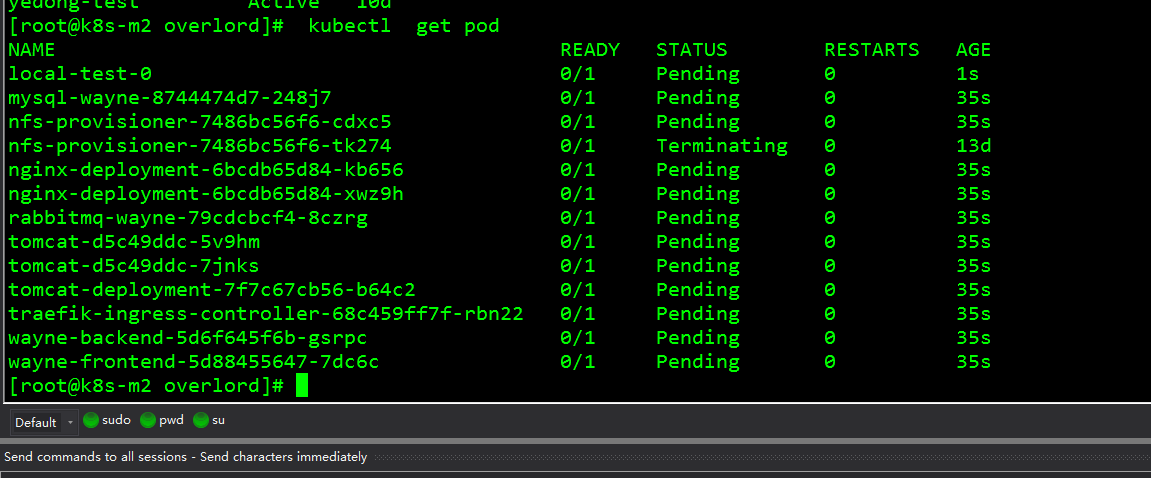 yedong-test Active 10d
[root@k8s-m2 overlord]# kubectl get pod
NAME READY STATUS RESTARTS AGE
local-test-0 0/1 Pending 0 1s
mysql-wayne-8744474d7-248j7 0/1 Pending 0 35s
nfs-provisioner-7486bc56f6-cdxc5 0/1 Pending 0 35s
nfs-provisioner-7486bc56f6-tk274 0/1 Terminating 0 13d
nginx-deployment-6bcdb65d84-kb656 0/1 Pending 0 35s
nginx-deployment-6bcdb65d84-xwz9h 0/1 Pending 0 35s
rabbitmq-wayne-79cdcbcf4-8czrg 0/1 Pending 0 35s
tomcat-d5c49ddc-5v9hm 0/1 Pending 0 35s
tomcat-d5c49ddc-7jnks 0/1 Pending 0 35s
tomcat-deployment-7f7c67cb56-b64c2 0/1 Pending 0 35s
traefik-ingress-controller-68c459ff7f-rbn22 0/1 Pending 0 35s
wayne-backend-5d6f645f6b-gsrpc 0/1 Pending 0 35s
wayne-frontend-5d88455647-7dc6c 0/1 Pending 0 35s
[root@k8s-m2 overlord]#
Default sudo pwd su
Send commands to all sessions - Send characters immediately